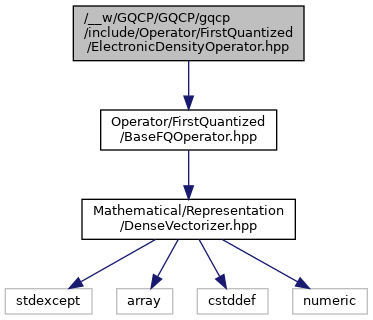 /__w/GQCP/GQCP/gqcp
/include/Operator/FirstQuantized
/ElectronicDensityOperator.hpp
Operator/FirstQuantized
/BaseFQOperator.hpp
Mathematical/Representation
/DenseVectorizer.hpp
stdexcept
array
cstddef
numeric